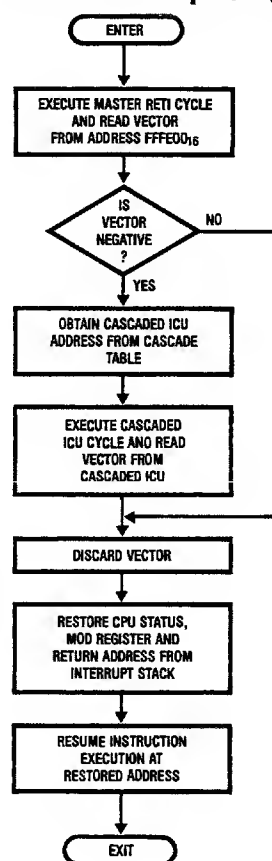 ENTER
EXECUTE MASTER RETI CYCLE
AND READ VECTOR
FROM ADDRESS FFFE00₁₆
IS
VECTOR
NEGATIVE
?
NO
YES
OBTAIN CASCADED ICU
ADDRESS FROM CASCADE
TABLE
EXECUTE CASCADED
ICU CYCLE AND READ
VECTOR FROM
CASCADED ICU
DISCARD VECTOR
RESTORE CPU STATUS,
MOD REGISTER AND
RETURN ADDRESS FROM
INTERRUPT STACK
RESUME INSTRUCTION
EXECUTION AT
RESTORED ADDRESS
EXIT